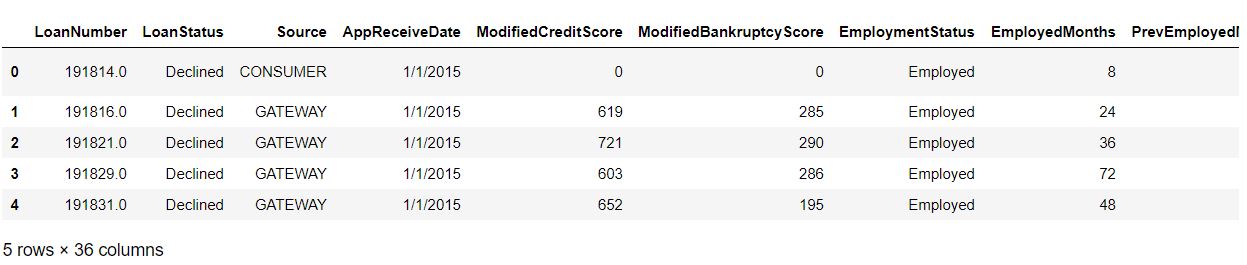 LoanNumber LoanStatus Source AppReceiveDate ModifiedCreditScore ModifiedBankruptcyScore EmploymentStatus EmployedMonths
0 191814.0 Declined CONSUMER 1/1/2015 0 0 Employed 8
1 191816.0 Declined GATEWAY 1/1/2015 619 285 Employed 24
2 191821.0 Declined GATEWAY 1/1/2015 721 290 Employed 36
3 191829.0 Declined GATEWAY 1/1/2015 603 286 Employed 72
4 191831.0 Declined GATEWAY 1/1/2015 652 195 Employed 48
5 rows × 36 columns